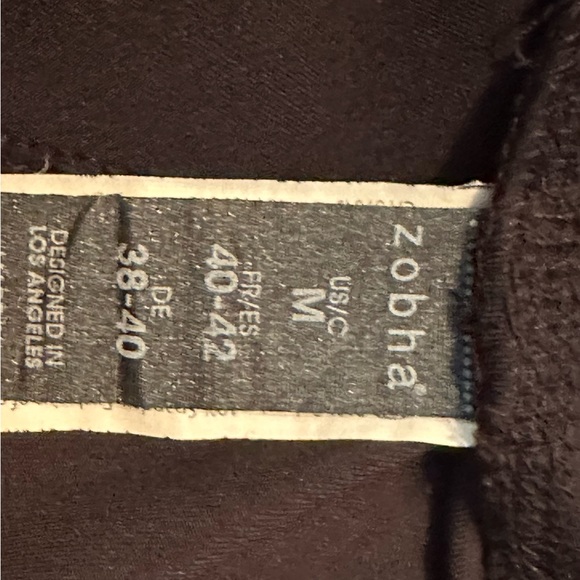 zobha
US/C
M
FR/ES
40-42
DE
38-40
DESIGNED IN
LOS ANGELES